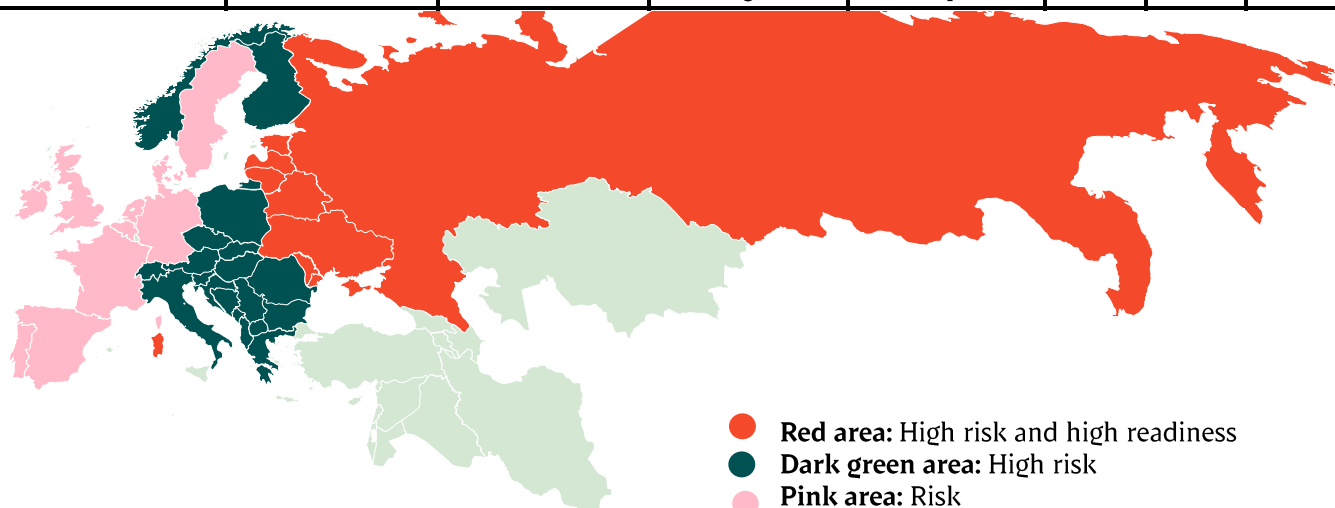 Red area: High risk and high readiness
Dark green area: High risk
Pink area: Risk